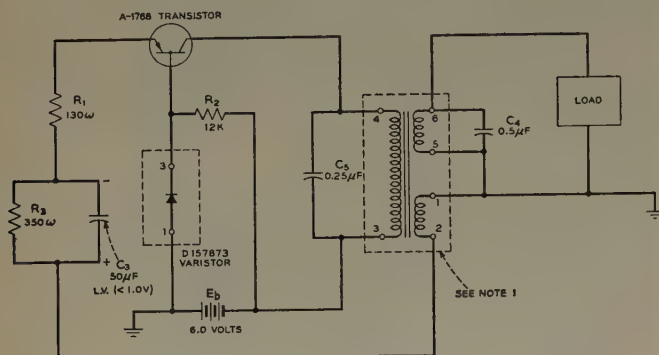 A-1768 TRANSISTOR
R1
130ω
R2
12K
3
1
D157873
VARISTOR
R3
350ω
-
+
C3
50μF
L.V. (< 1.0V)
Eb
6.0 VOLTS
C5
0.25μF
4
3
6
5
1
2
C4
0.5μF
LOAD
SEE NOTE 1